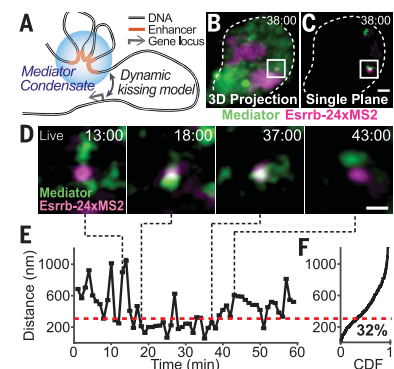 A
DNA
Enhancer
Gene locus
Mediator
Condensate
Dynamic
kissing model
B
38:00
3D Projection
C
38:00
Single Plane
Mediator Esrrb-24xMS2
D
Live
13:00
18:00
37:00
43:00
Mediator
Esrrb-24xMS2
E
F
Distance (nm)
1000
600
200
0 10 20 30 40 50 60
Time (min)
1000
600
200
32%
0 1
CDF